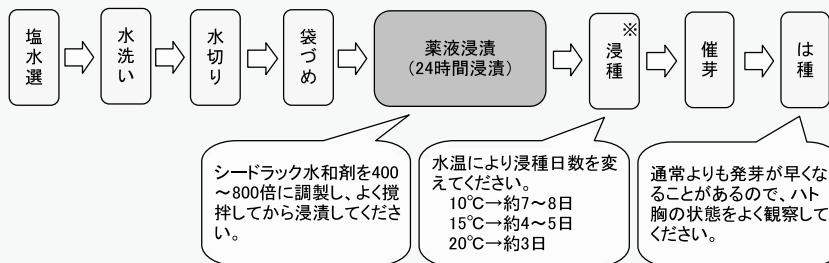 塩水選
水洗い
水切り
袋づめ
薬液浸漬
(24時間浸漬)
※
浸種
催芽
は種
シードラック水和剤を400
～800倍に調製し、よく撹
拌してから浸漬してくださ
い。
水温により浸種日数を変
えてください。
10℃→約7～8日
15℃→約4～5日
20℃→約3日
通常よりも発芽が早くな
ることがあるので、ハト
胸の状態をよく観察して
ください。